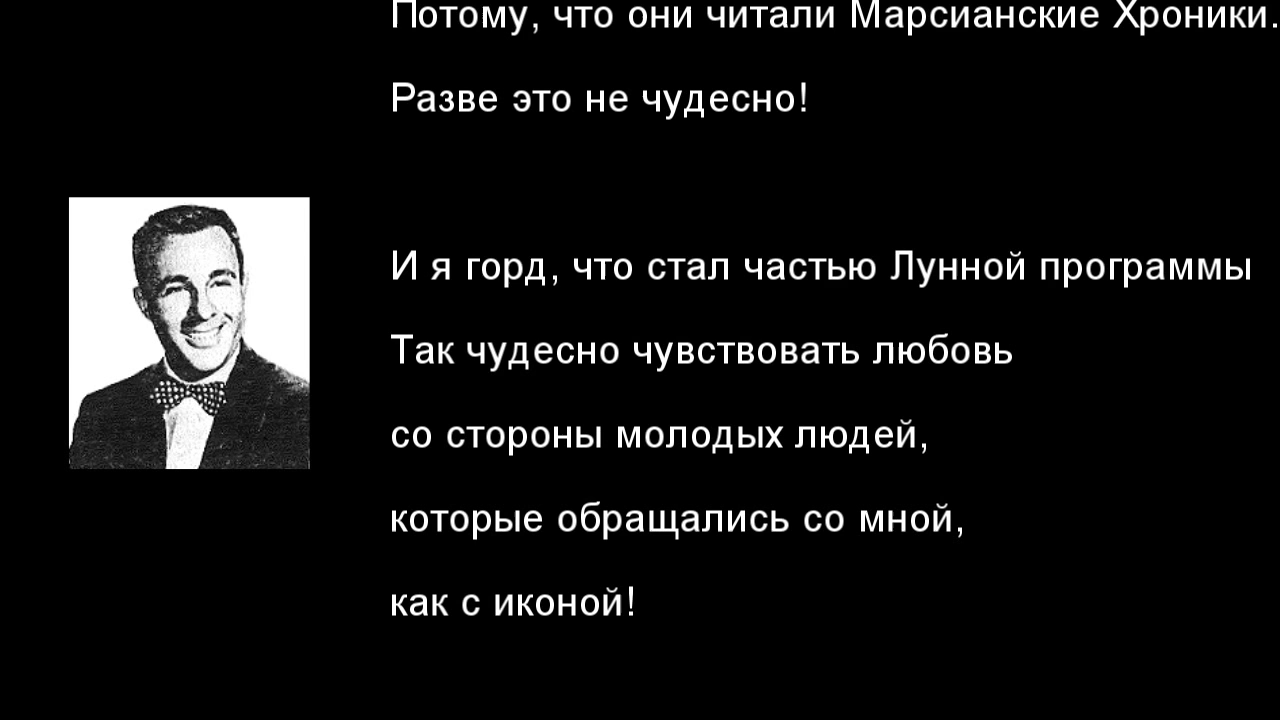 Потому, что они читали Марсианские Хроники.
Разве это не чудесно!
И я горд, что стал частью Лунной программы
Так чудесно чувствовать любовь
со стороны молодых людей,
которые обращались со мной,
как с иконой!